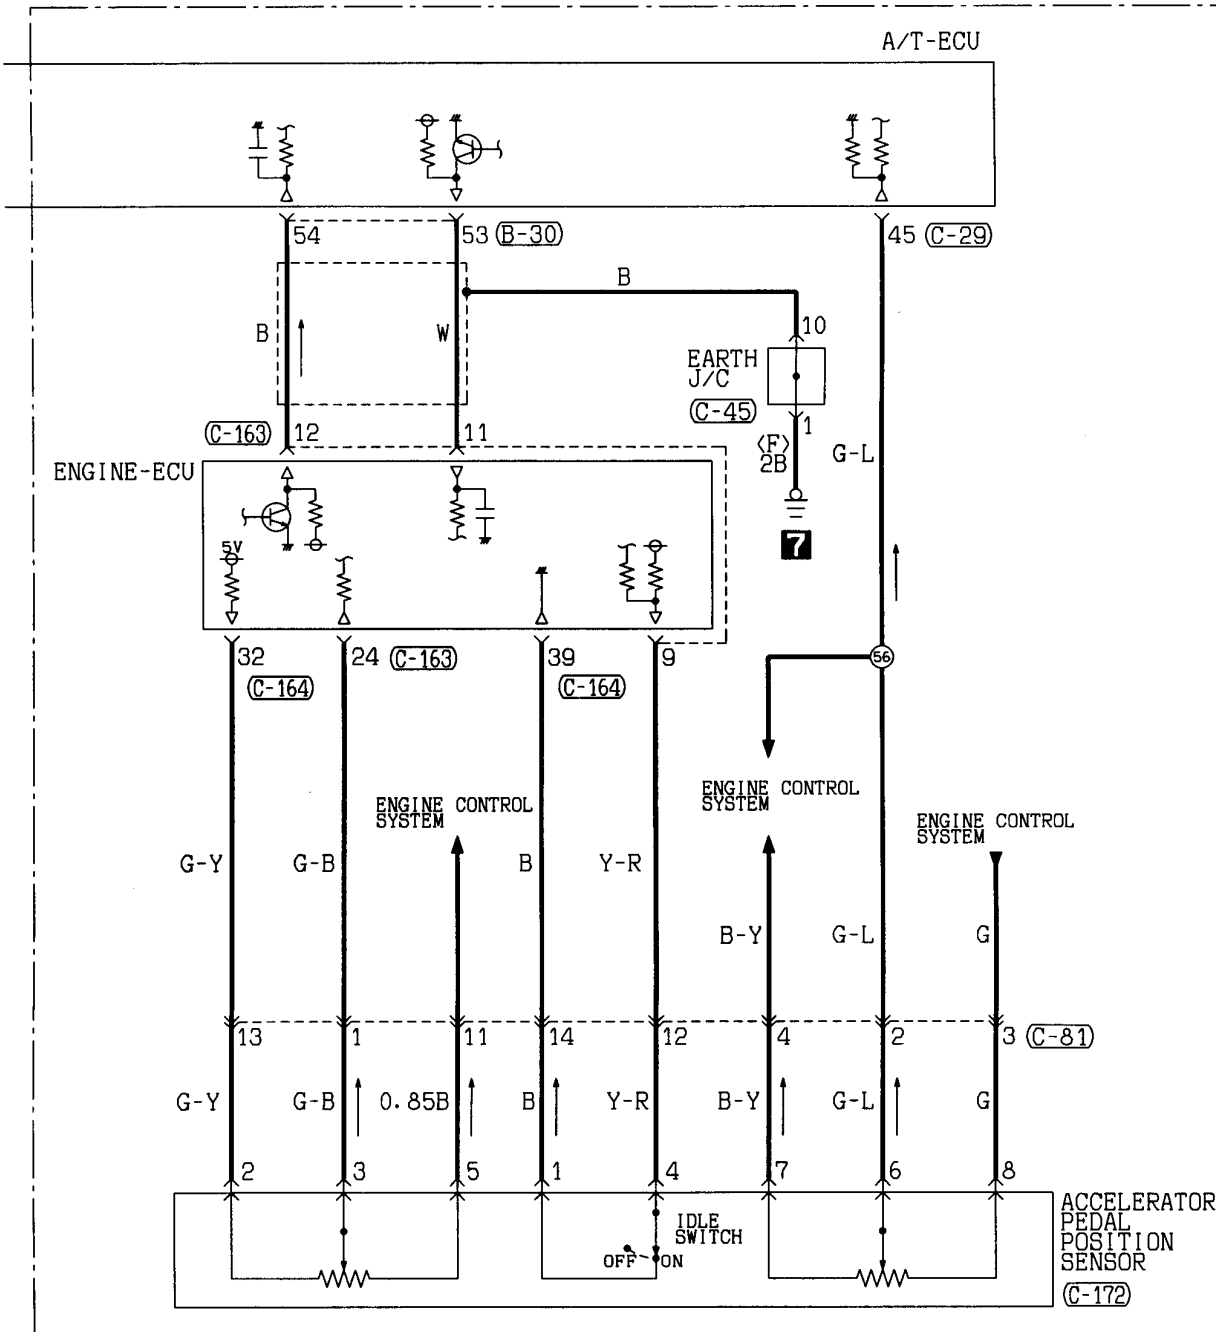 A/T-ECU
54
53 (B-30)
45 (C-29)
B
10
B
W
EARTH
J/C
(C-45)
1
(C-163) 12
11
<F>
2B
G-L
ENGINE-ECU
5V
7
32
24 (C-163)
39
9
56
(C-164)
(C-164)
ENGINE CONTROL
SYSTEM
ENGINE CONTROL
SYSTEM
ENGINE CONTROL
SYSTEM
G-Y
G-B
B
Y-R
B-Y
G-L
G
13
1
11
14
12
4
2
3 (C-81)
G-Y
G-B
0.85B
B
Y-R
B-Y
G-L
G
2
3
5
1
4
7
6
8
IDLE
SWITCH
OFF
ON
ACCELERATOR
PEDAL
POSITION
SENSOR
(C-172)